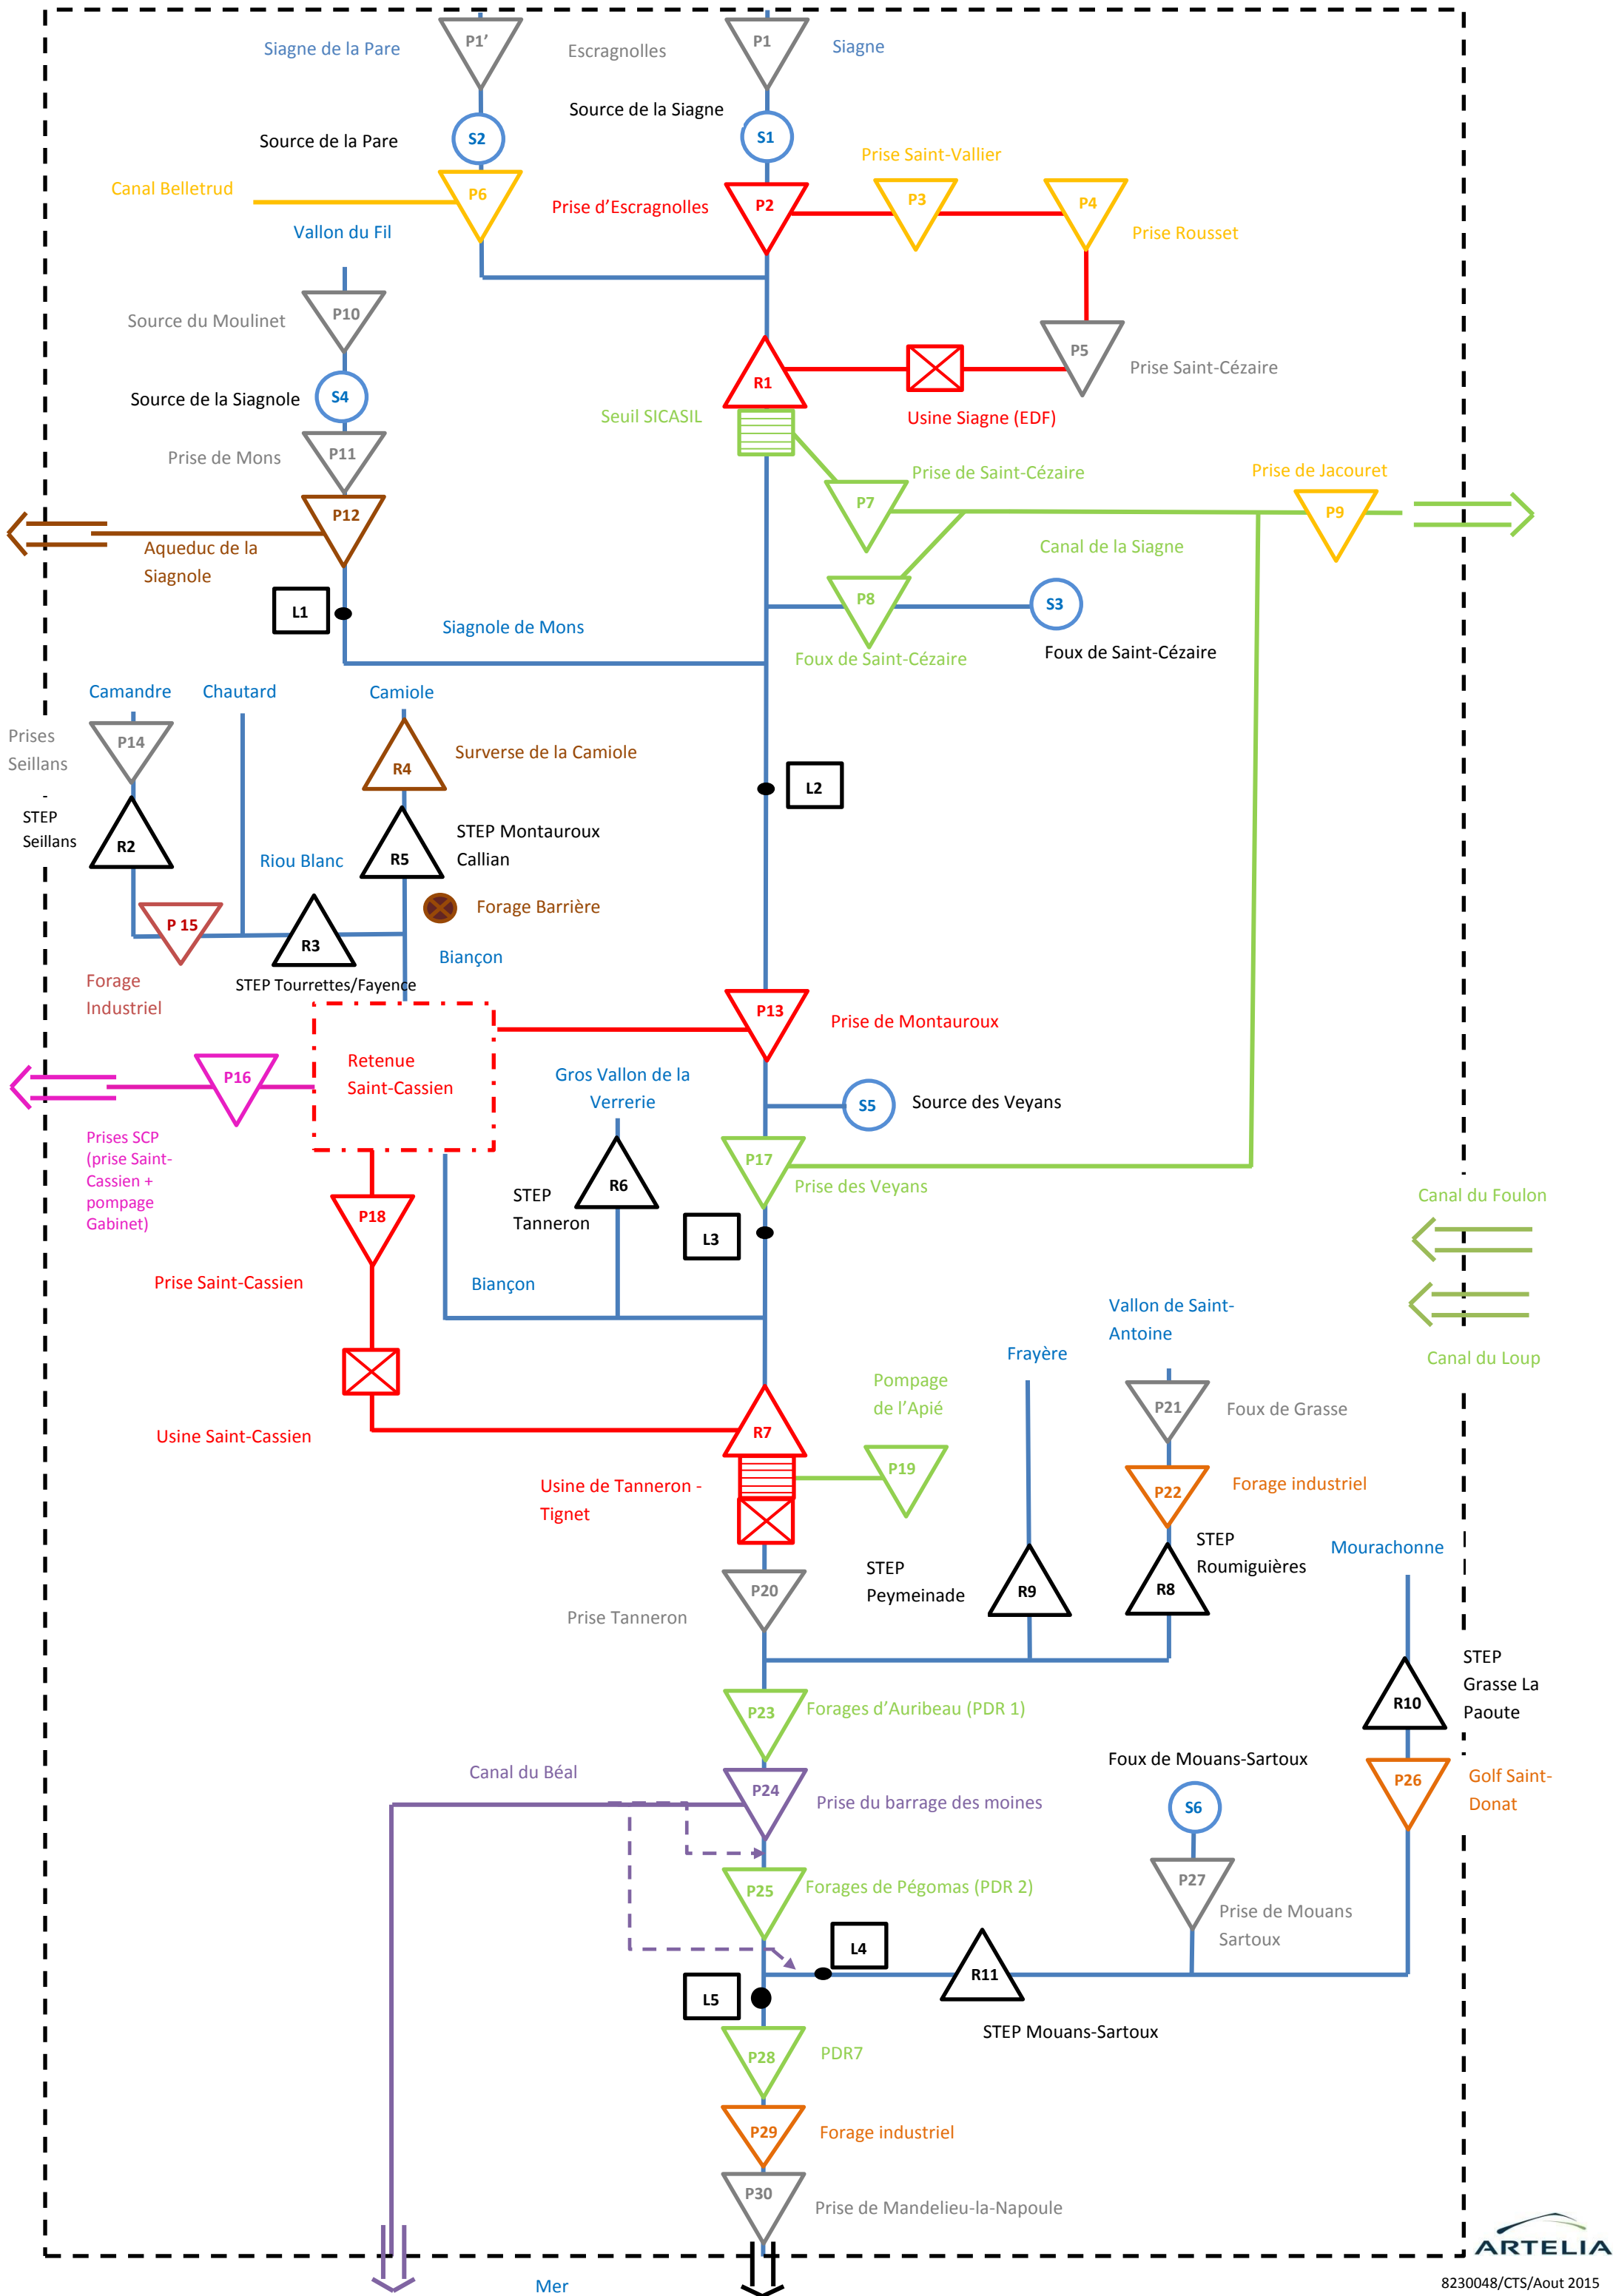 Siagne de la Pare
P1'
Escragnolles
P1
Siagne
Source de la Siagne
Source de la Pare
S2
S1
Prise Saint-Vallier
Canal Belletrud
P6
Prise d'Escragnolles
P2
P3
P4
Vallon du Fil
Prise Rousset
Source du Moulinet
P10
P5
Prise Saint-Cézaire
R1
Source de la Siagnole
S4
Seuil SICASIL
Usine Siagne (EDF)
Prise de Mons
P11
Prise de Saint-Cézaire
Prise de Jacouret
P12
P7
P9
Aqueduc de la
Siagnole
Canal de la Siagne
L1
P8
S3
Siagnole de Mons
Foux de Saint-Cézaire
Foux de Saint-Cézaire
Camandre
Chautard
Camiole
Prises
Seillans
-
STEP
Seillans
P14
Surverse de la Camiole
R4
L2
R2
Riou Blanc
R5
STEP Montauroux
Callian
P 15
Forage Barrière
R3
Biançon
Forage
Industriel
STEP Tourrettes/Fayence
P13
Prise de Montauroux
Retenue
Saint-Cassien
P16
Gros Vallon de la
Verrerie
S5
Source des Veyans
Prises SCP
(prise Saint-
Cassien +
pompage
Gabinet)
P17
Prise des Veyans
R6
STEP
Tanneron
P18
L3
Canal du Foulon
Prise Saint-Cassien
Biançon
Vallon de Saint-
Antoine
Frayère
Canal du Loup
Pompage
de l'Apié
P21
Foux de Grasse
Usine Saint-Cassien
R7
P19
Usine de Tanneron -
Tignet
P22
Forage industriel
STEP
Roumiguières
Mourachonne
STEP
Peymeinade
R9
R8
P20
Prise Tanneron
STEP
Grasse La
Paoute
R10
P23
Forages d'Auribeau (PDR 1)
Foux de Mouans-Sartoux
Canal du Béal
P24
Prise du barrage des moines
S6
P26
Golf Saint-
Donat
P25
Forages de Pégomas (PDR 2)
P27
Prise de Mouans
Sartoux
L4
R11
L5
STEP Mouans-Sartoux
P28
PDR7
P29
Forage industriel
P30
Prise de Mandelieu-la-Napoule
ARTELIA
Mer
8230048/CTS/Aout 2015